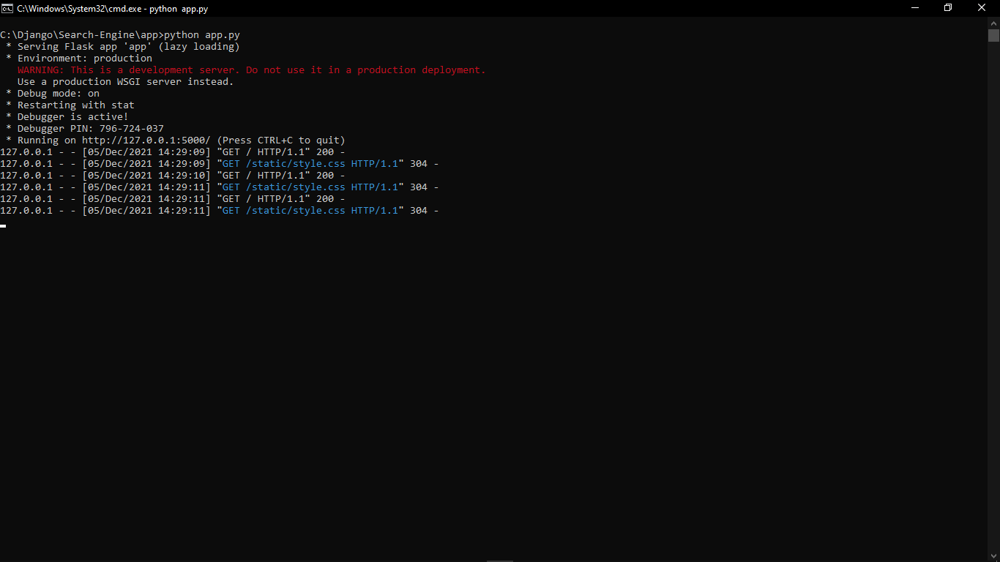 C:\Windows\System32\cmd.exe - python app.py
C:\Django\Search-Engine\app>python app.py
* Serving Flask app 'app' (lazy loading)
* Environment: production
WARNING: This is a development server. Do not use it in a production deployment.
Use a production WSGI server instead.
* Debug mode: on
* Restarting with stat
* Debugger is active!
* Debugger PIN: 796-724-037
* Running on http://127.0.0.1:5000/ (Press CTRL+C to quit)
127.0.0.1 - - [05/Dec/2021 14:29:09] "GET / HTTP/1.1" 200 -
127.0.0.1 - - [05/Dec/2021 14:29:09] "GET /static/style.css HTTP/1.1" 304 -
127.0.0.1 - - [05/Dec/2021 14:29:10] "GET / HTTP/1.1" 200 -
127.0.0.1 - - [05/Dec/2021 14:29:11] "GET /static/style.css HTTP/1.1" 304 -
127.0.0.1 - - [05/Dec/2021 14:29:11] "GET / HTTP/1.1" 200 -
127.0.0.1 - - [05/Dec/2021 14:29:11] "GET /static/style.css HTTP/1.1" 304 -